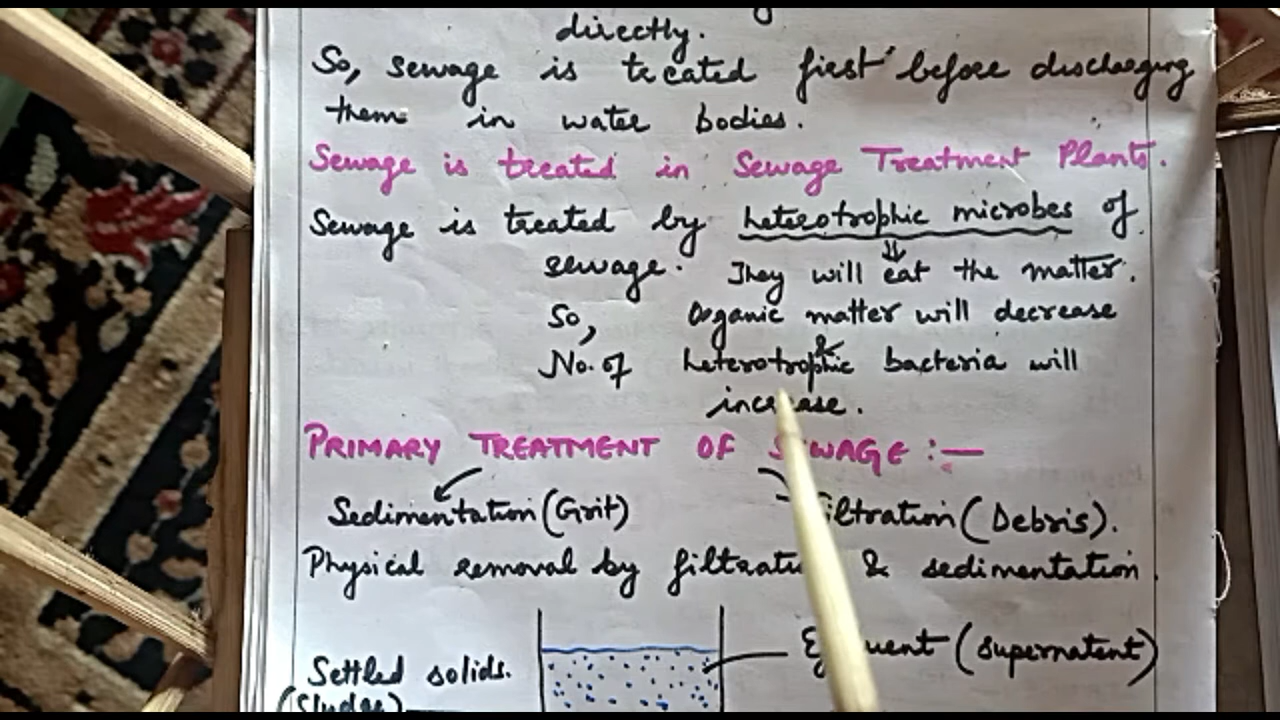 directly.
So, sewage is treated first before discharging
them in water bodies.
Sewage is treated in Sewage Treatment Plants.
Sewage is treated by heterotrophic microbes of
sewage. ⇓ They will eat the matter.
So, Organic matter will decrease
&
No. of heterotrophic bacteria will
increase.
PRIMARY TREATMENT OF SEWAGE :—
Sedimentation (Grit) Filtration (Debris).
Physical removal by filtration & sedimentation.
Settled solids. Effluent (Supernatent)
(Sludge)